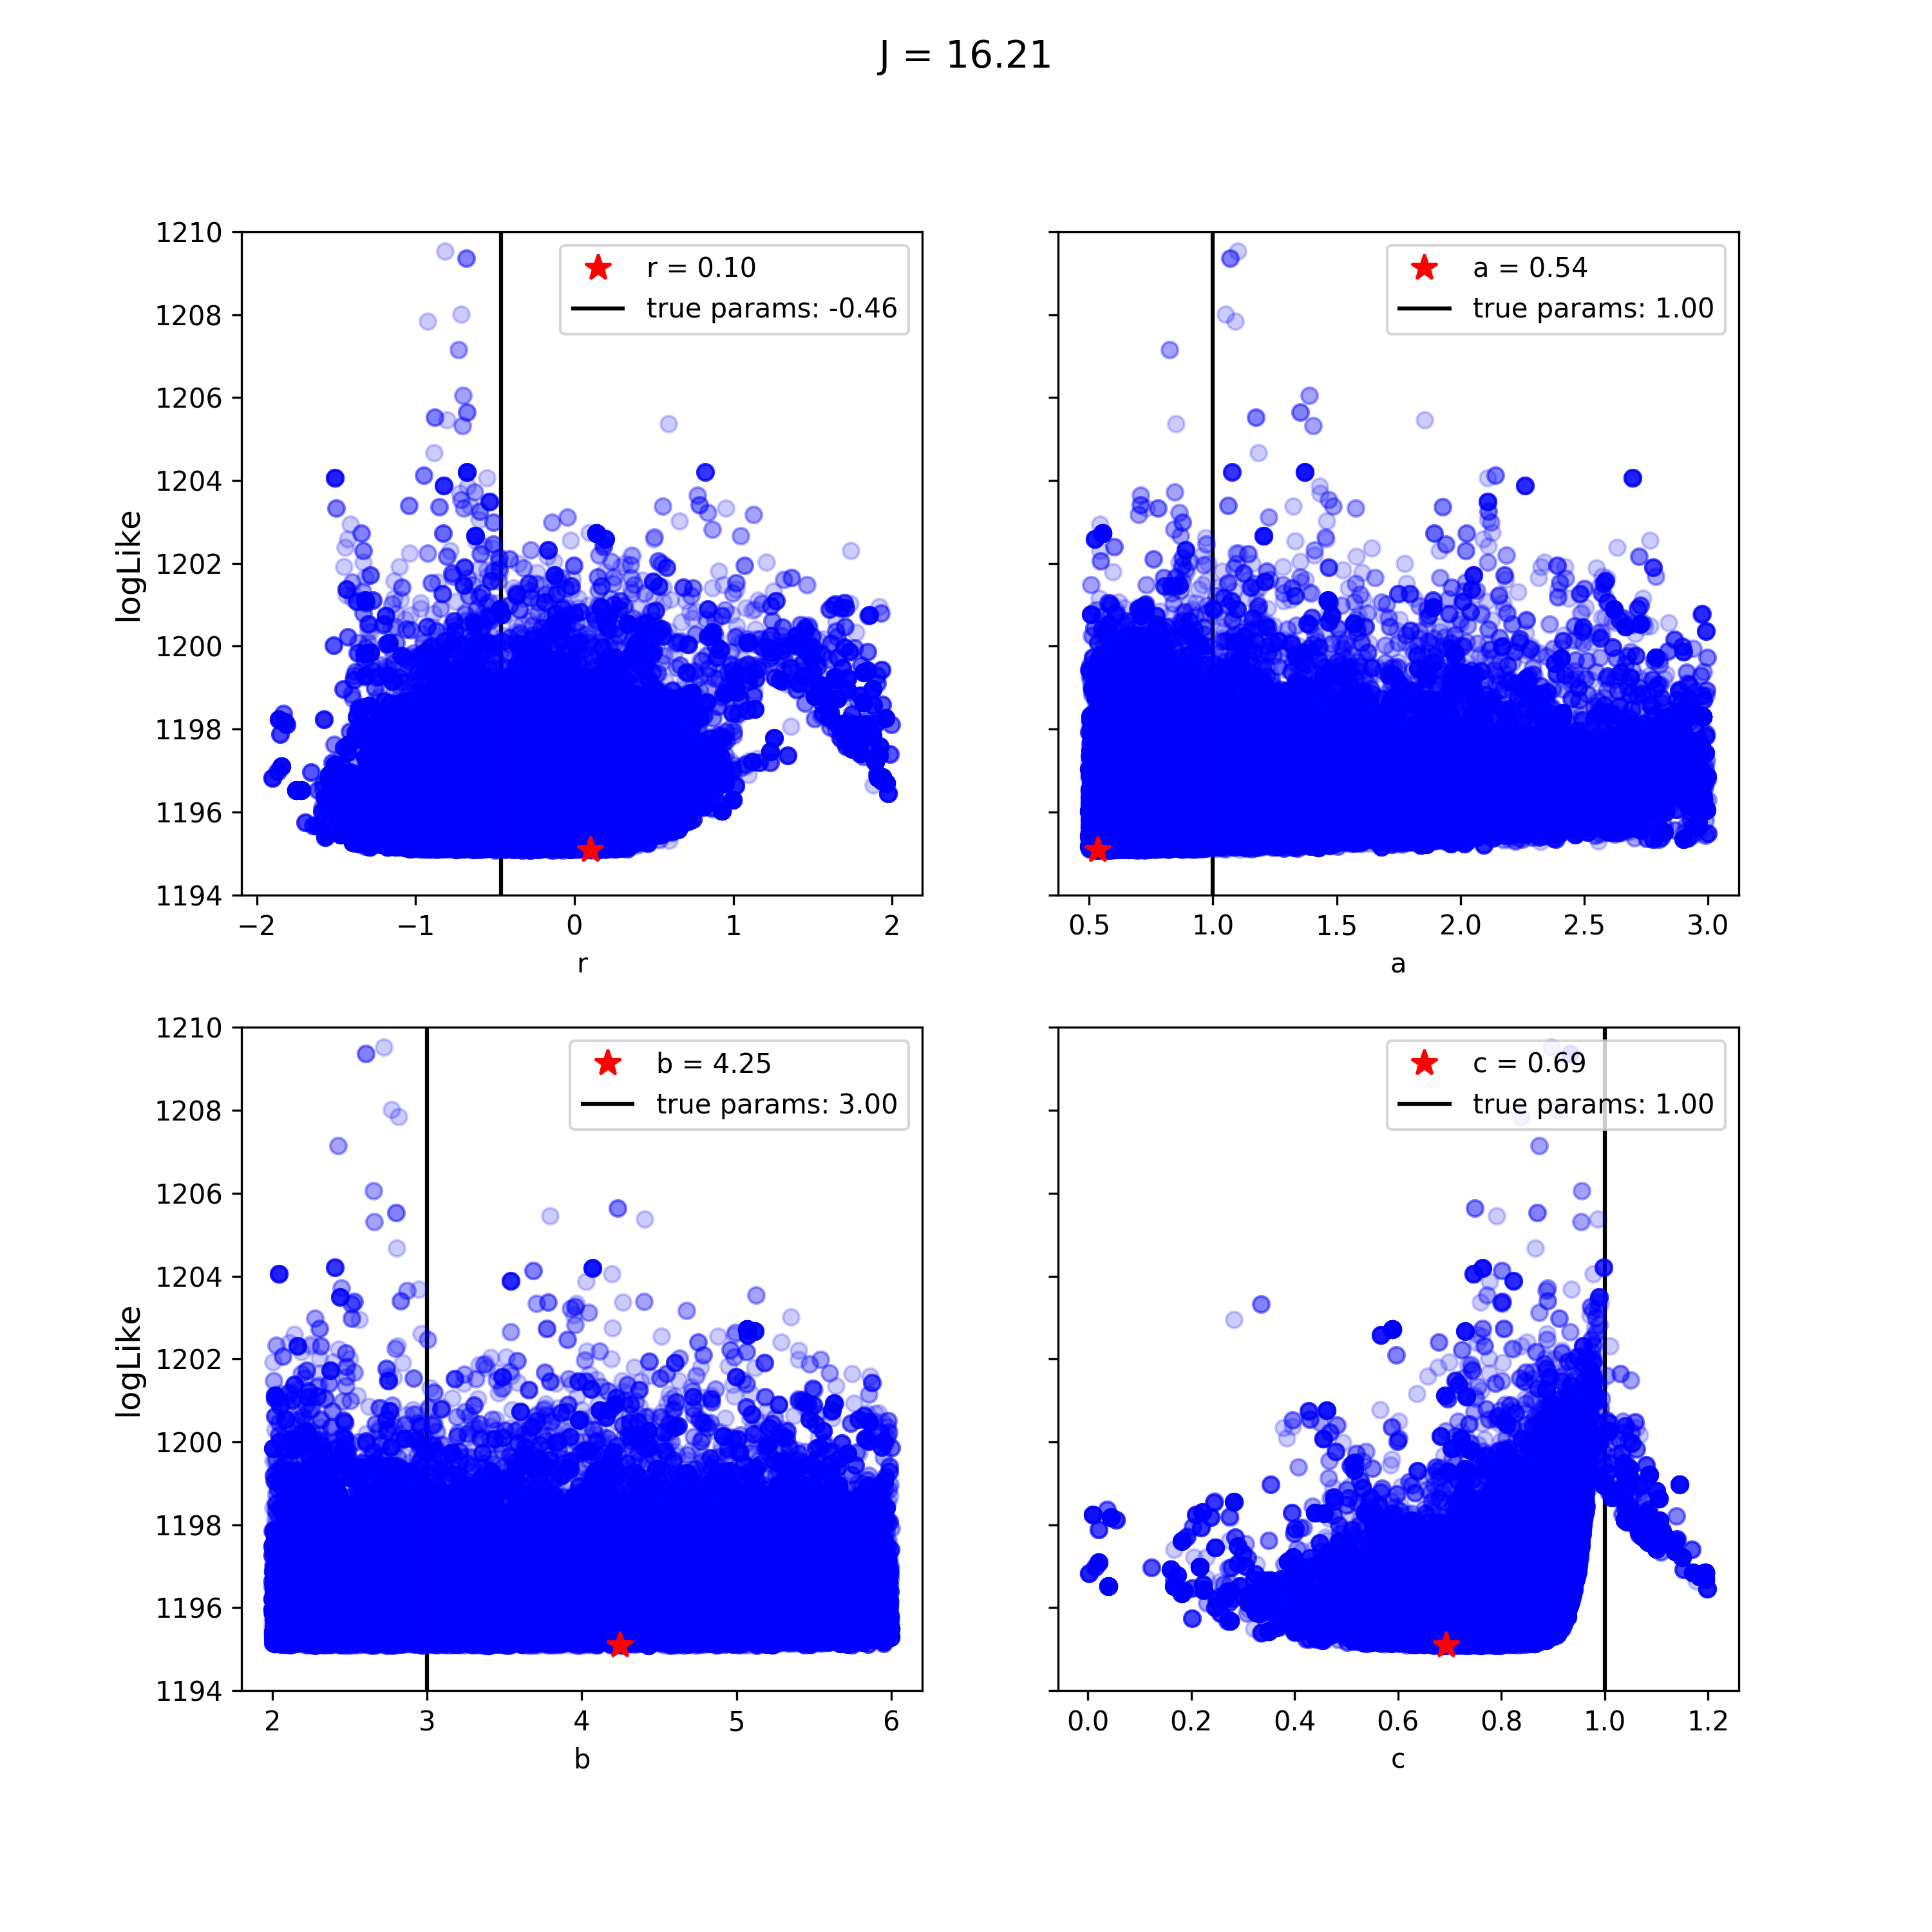 J = 16.21
1210
1208
1206
1204
1202
1200
1198
1196
1194
logLike
r = 0.10
true params: -0.46
−2 −1 0 1 2
r
a = 0.54
true params: 1.00
0.5 1.0 1.5 2.0 2.5 3.0
a
1210
1208
1206
1204
1202
1200
1198
1196
1194
logLike
b = 4.25
true params: 3.00
2 3 4 5 6
b
c = 0.69
true params: 1.00
0.0 0.2 0.4 0.6 0.8 1.0 1.2
c